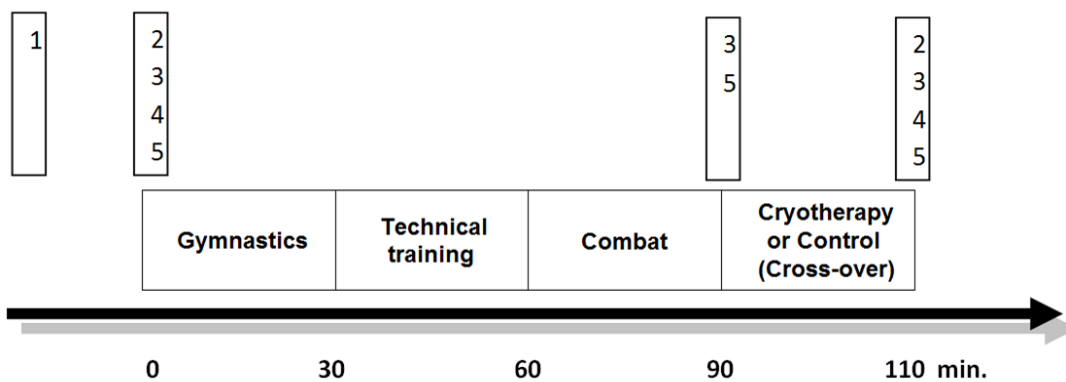 1
2
3
4
5
3
5
2
3
4
5
Gymnastics
Technical
training
Combat
Cryotherapy
or Control
(Cross-over)
0 30 60 90 110 min.